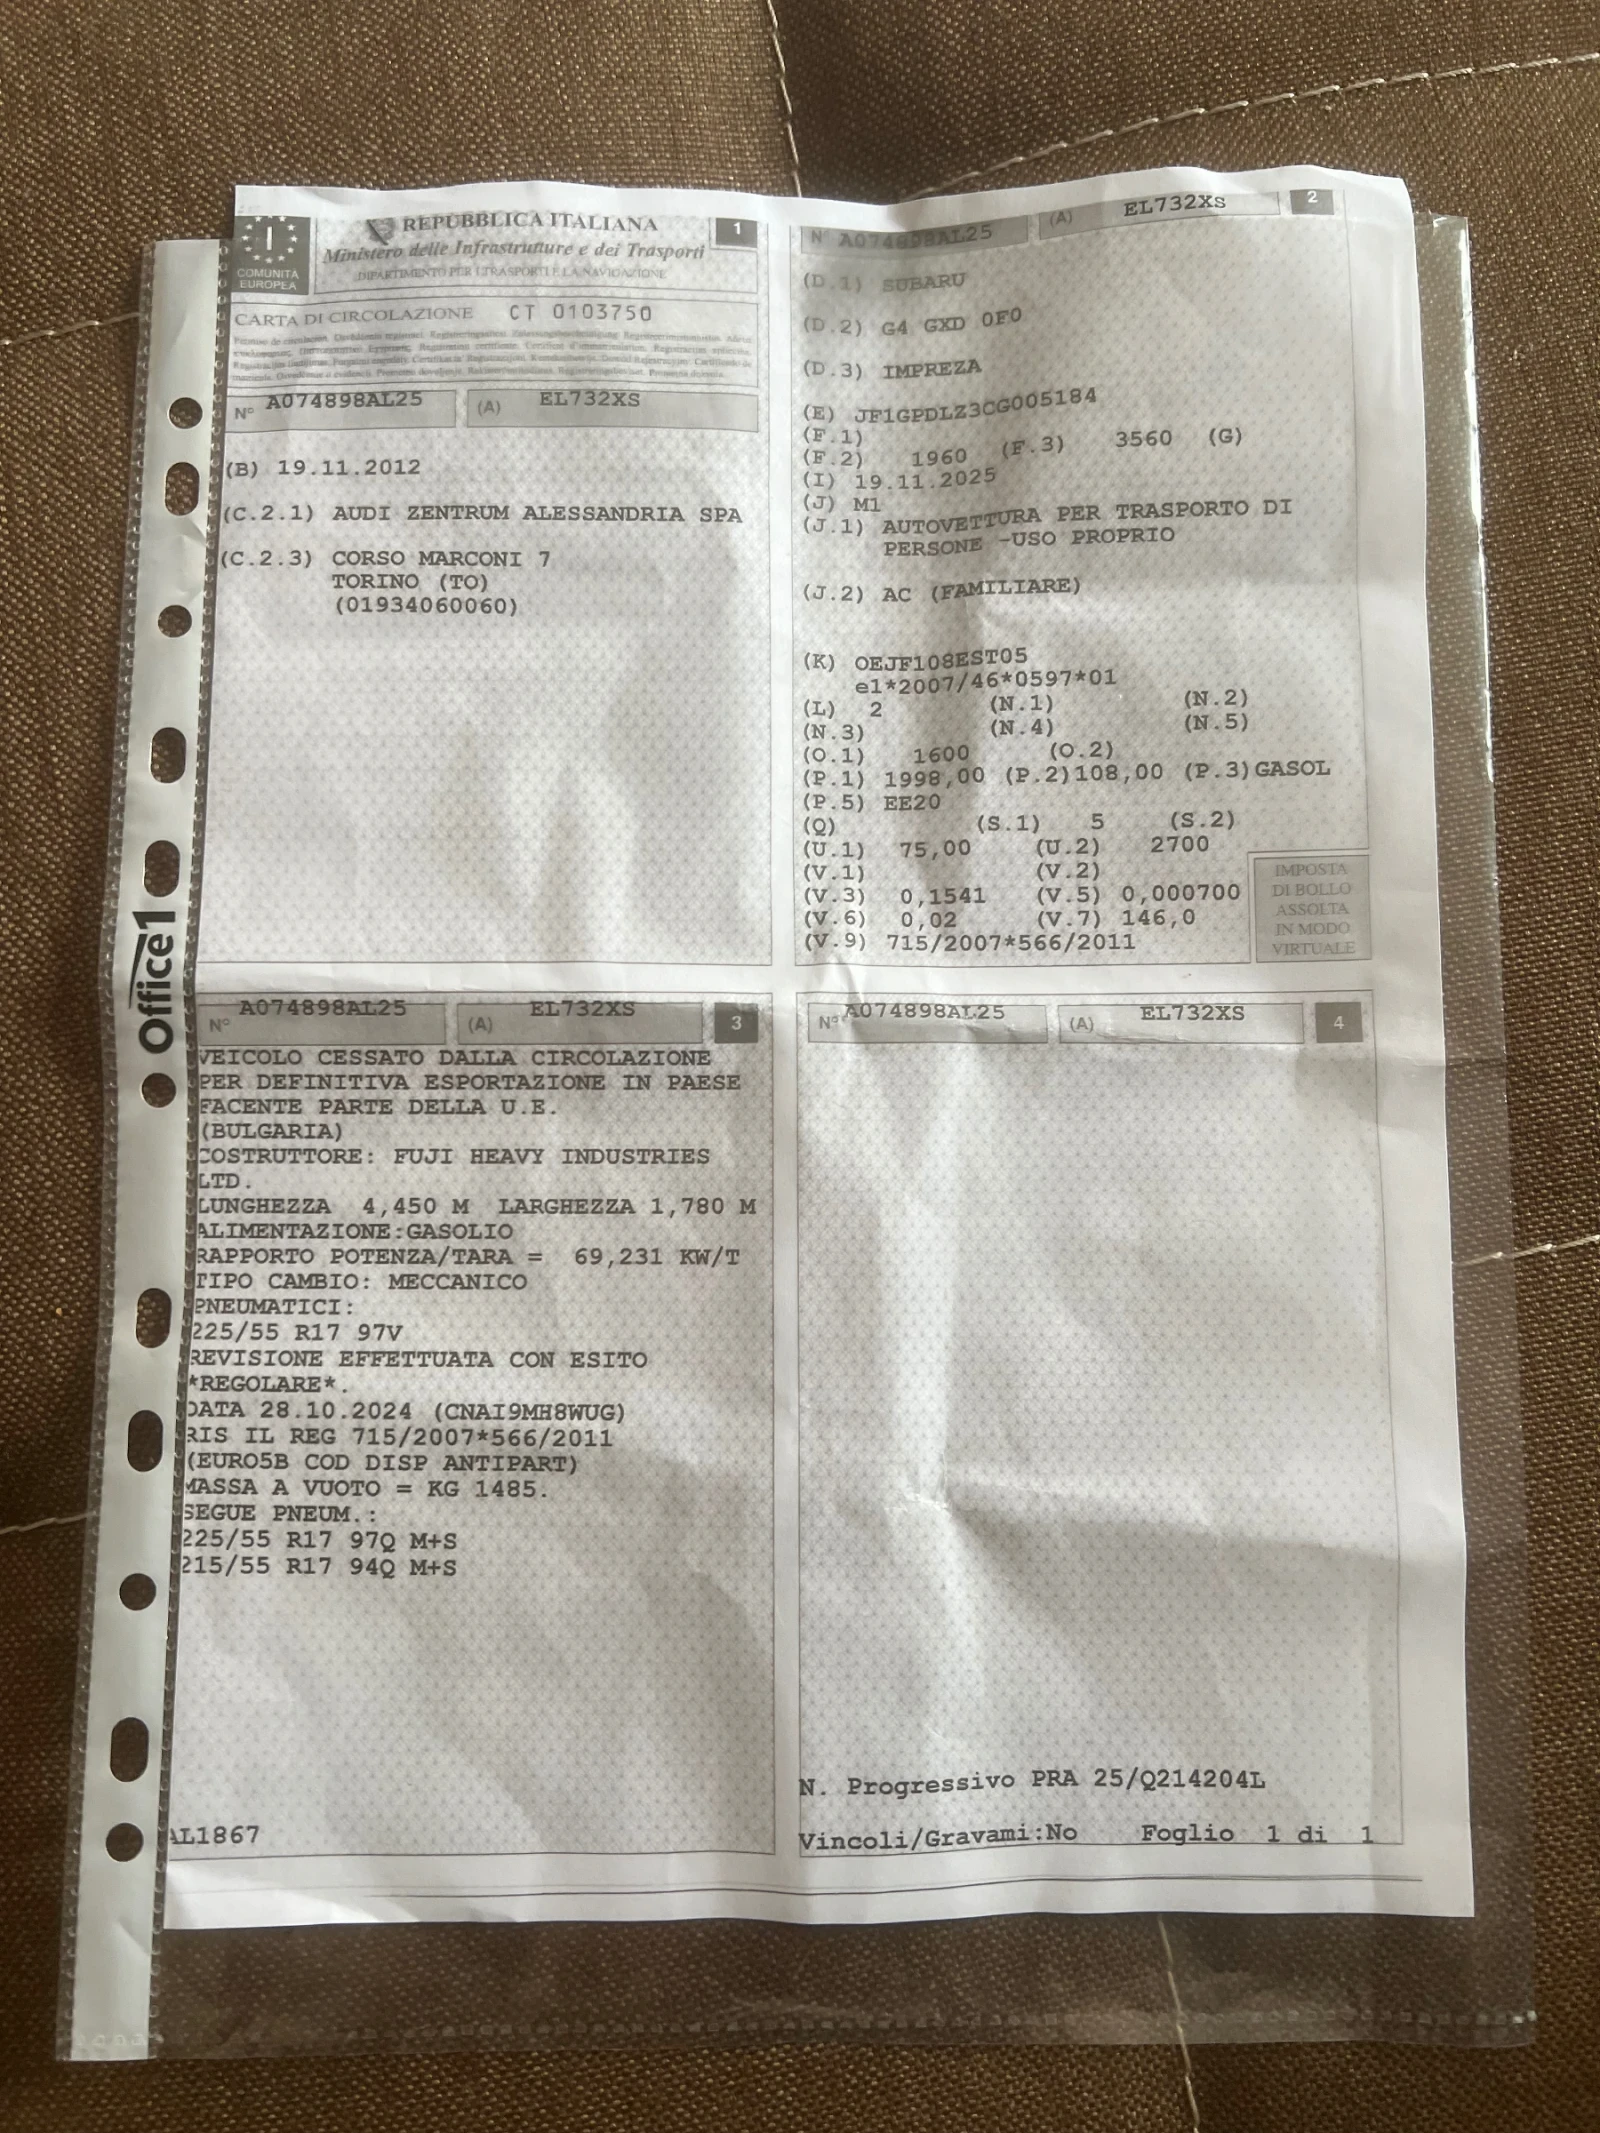 I
COMUNITÀ
EUROPEA
REPUBBLICA ITALIANA
Ministero delle Infrastrutture e dei Trasporti
DIPARTIMENTO PER I TRASPORTI E LA NAVIGAZIONE
1
CARTA DI CIRCOLAZIONE CT 0103750
N° A074898AL25 (A) EL732XS
(B) 19.11.2012
(C.2.1) AUDI ZENTRUM ALESSANDRIA SPA
(C.2.3) CORSO MARCONI 7
TORINO (TO)
(01934060060)
N° A074898AL25 (A) EL732XS 2
(D.1) SUBARU
(D.2) G4 GXD 0F0
(D.3) IMPREZA
(E) JF1GPDLZ3CG005184
(F.1)
(F.2) 1960 (F.3) 3560 (G)
(I) 19.11.2025
(J) M1
(J.1) AUTOVETTURA PER TRASPORTO DI
PERSONE -USO PROPRIO
(J.2) AC (FAMILIARE)
(K) OEJF108EST05
e1*2007/46*0597*01
(L) 2 (N.1) (N.2)
(N.3) (N.4) (N.5)
(O.1) 1600 (O.2)
(P.1) 1998,00 (P.2)108,00 (P.3)GASOL
(P.5) EE20
(Q) (S.1) 5 (S.2)
(U.1) 75,00 (U.2) 2700
(V.1) (V.2)
(V.3) 0,1541 (V.5) 0,000700
(V.6) 0,02 (V.7) 146,0
(V.9) 715/2007*566/2011
IMPOSTA
DI BOLLO
ASSOLTA
IN MODO
VIRTUALE
Office1
N° A074898AL25 (A) EL732XS 3
VEICOLO CESSATO DALLA CIRCOLAZIONE
PER DEFINITIVA ESPORTAZIONE IN PAESE
FACENTE PARTE DELLA U.E.
(BULGARIA)
COSTRUTTORE: FUJI HEAVY INDUSTRIES
LTD.
LUNGHEZZA 4,450 M LARGHEZZA 1,780 M
ALIMENTAZIONE:GASOLIO
RAPPORTO POTENZA/TARA = 69,231 KW/T
TIPO CAMBIO: MECCANICO
PNEUMATICI:
225/55 R17 97V
REVISIONE EFFETTUATA CON ESITO
*REGOLARE*.
DATA 28.10.2024 (CNAI9MH8WUG)
RIS IL REG 715/2007*566/2011
(EURO5B COD DISP ANTIPART)
MASSA A VUOTO = KG 1485.
SEGUE PNEUM.:
225/55 R17 97Q M+S
215/55 R17 94Q M+S
AL1867
N° A074898AL25 (A) EL732XS 4
N. Progressivo PRA 25/Q214204L
Vincoli/Gravami:No Foglio 1 di 1